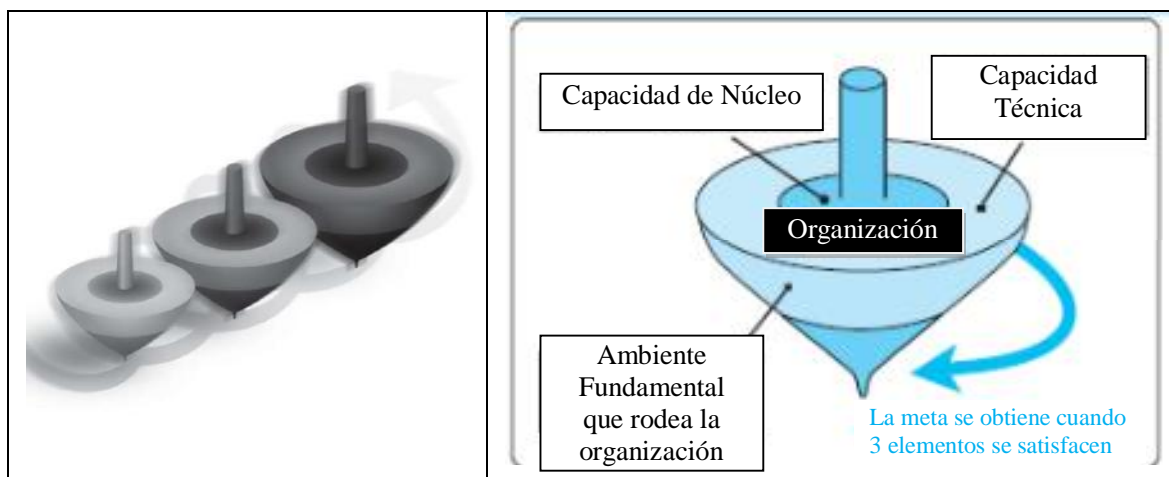 Capacidad de Núcleo
Capacidad
Técnica
Organización
Ambiente
Fundamental
que rodea la
organización
La meta se obtiene cuando
3 elementos se satisfacen